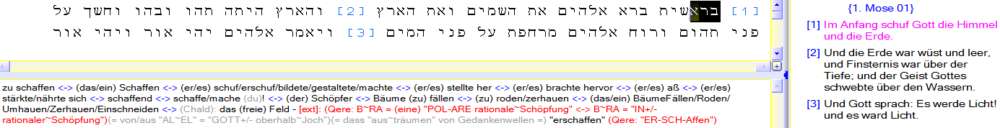 [1] בראשית ברא אלהים את השמים ואת הארץ [2] והארץ היתה תהו ובהו וחשך על
פני תהום ורוח אלהים מרחפת על פני המים [3] ויאמר אלהים יהי אור ויהי אור
zu schaffen <-> (das/ein) Schaffen <-> (er/es) schuf/erschuf/bildete/gestaltete/machte <-> (er/es) stellte her <-> (er/es) brachte hervor <-> (er/es) aß <-> (er/es)
stärkte/nährte sich <-> schaffend <-> schaffe/mache (du)! <-> (der) Schöpfer <-> Bäume (zu) fällen <-> (zu) roden/zerhauen <-> (das/ein) BäumeFällen/Roden/
Umhauen/Zerhauen/Einschneiden <-> (Chald): das (freie) Feld - [ext]: (Qere: B~RA = (eine) "POL-ARE rationale~Schöpfung" <-> B~RA = "IN+/-
rationaler~Schöpfung")(= von/aus "AL~EL" = "GOTT+/- oberhalb~Joch")(= dass "aus~träumen" von Gedankenwellen =) "erschaffen" (Qere: "ER-SCH-Affen")
{1. Mose 01}
[1] Im Anfang schuf Gott die Himmel
und die Erde.
[2] Und die Erde war wüst und leer,
und Finsternis war über der
Tiefe; und der Geist Gottes
schwebte über den Wassern.
[3] Und Gott sprach: Es werde Licht!
und es ward Licht.